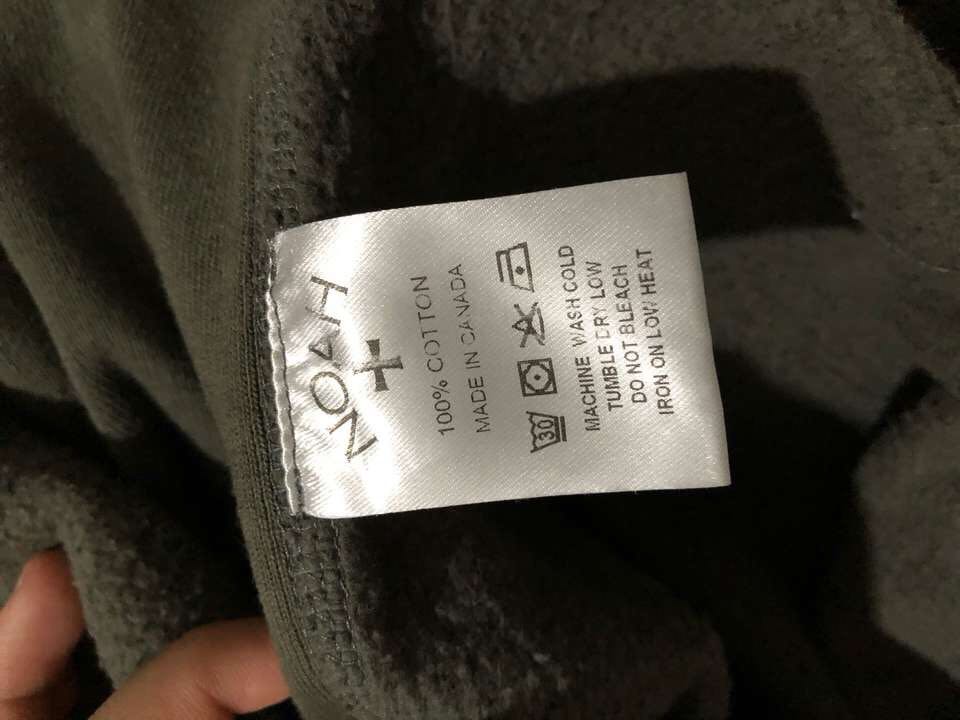 NOAH
100% COTTON
MADE IN CANADA
30
MACHINE WASH COLD
TUMBLE DRY LOW
DO NOT BLEACH
IRON ON LOW HEAT